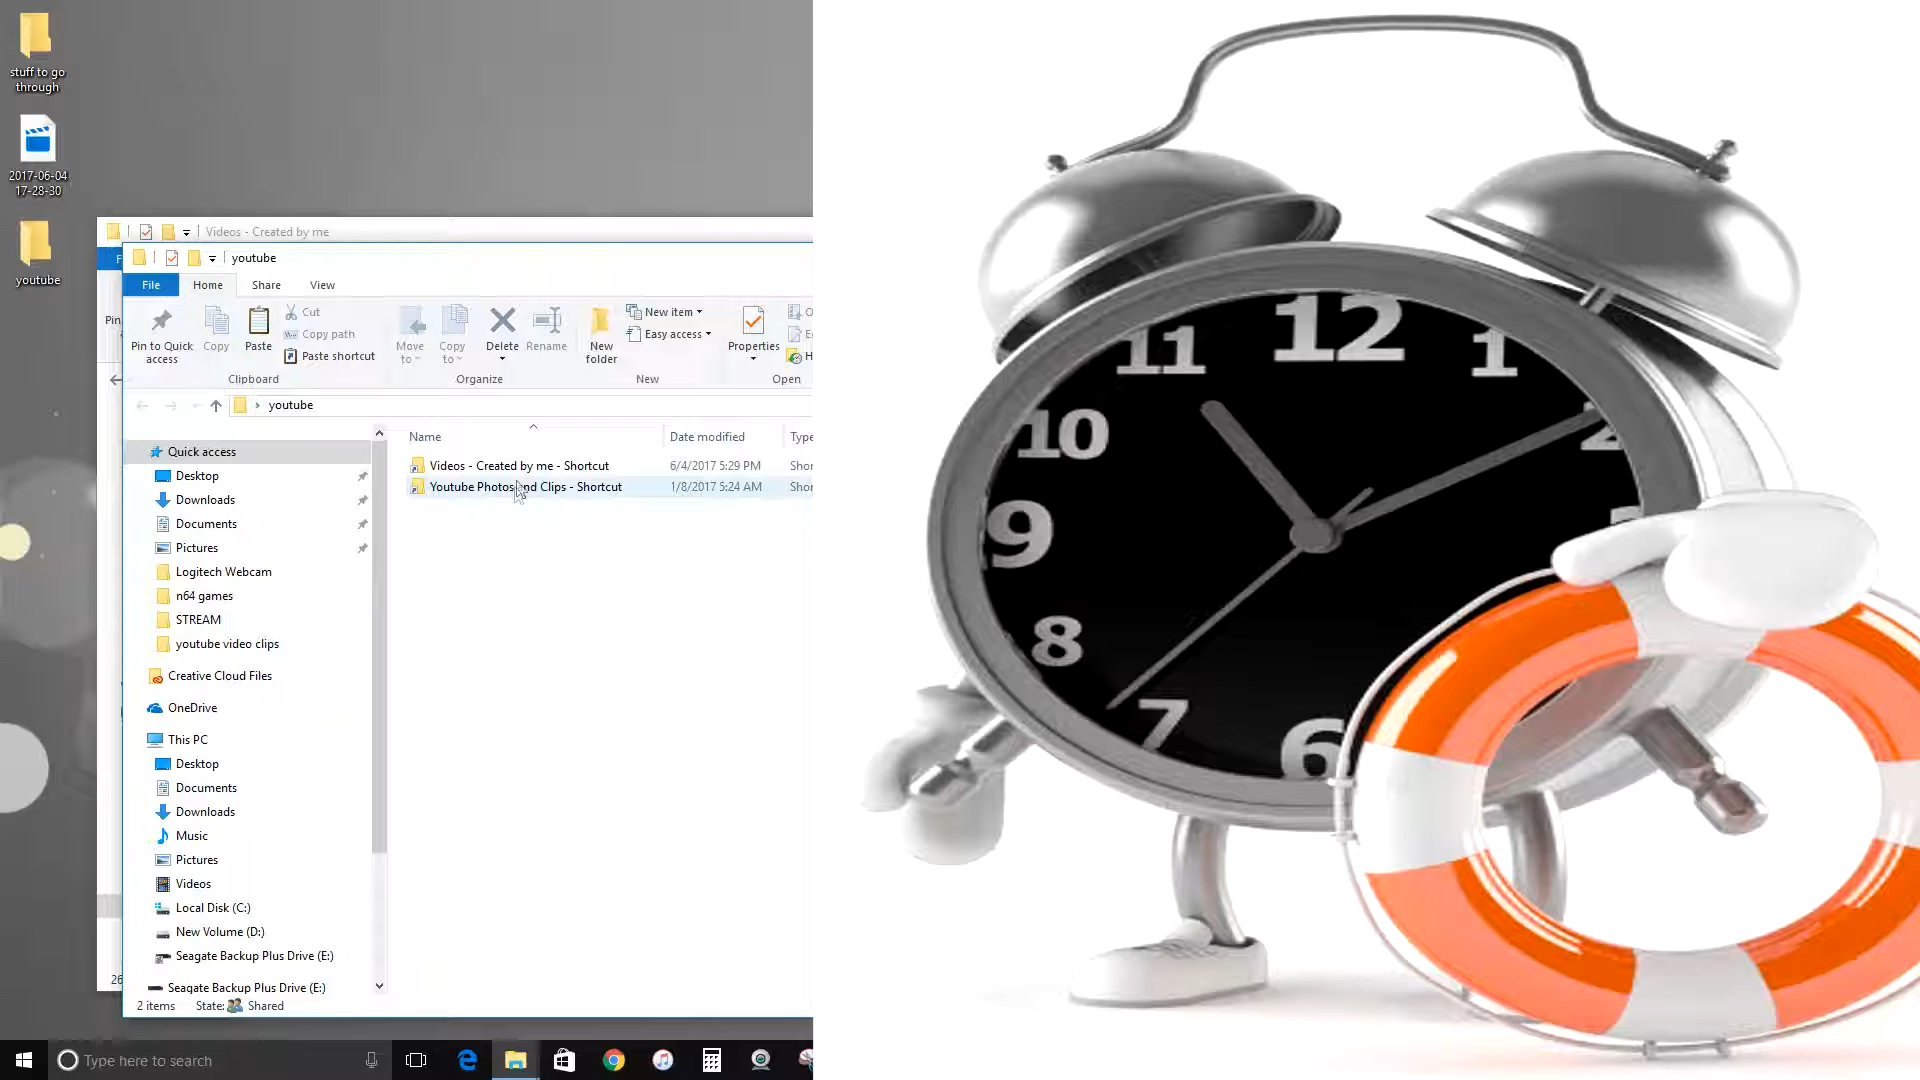 stuff to go
through
2017-06-04
17-28-30
youtube
Videos - Created by me
youtube
File
Home
Share
View
Pin to Quick
access
Copy
Paste
Cut
Copy path
Paste shortcut
Move
to
Copy
to
Delete
Rename
New
folder
New item
Easy access
Properties
Clipboard
Organize
New
Open
youtube
Name
Date modified
Type
Videos - Created by me - Shortcut
6/4/2017 5:29 PM
Shor
Youtube Photos and Clips - Shortcut
1/8/2017 5:24 AM
Shor
Quick access
Desktop
Downloads
Documents
Pictures
Logitech Webcam
n64 games
STREAM
youtube video clips
Creative Cloud Files
OneDrive
This PC
Desktop
Documents
Downloads
Music
Pictures
Videos
Local Disk (C:)
New Volume (D:)
Seagate Backup Plus Drive (E:)
Seagate Backup Plus Drive (E:)
2 items
State:
Shared
Type here to search
12
11
1
10
2
9
8
7
6